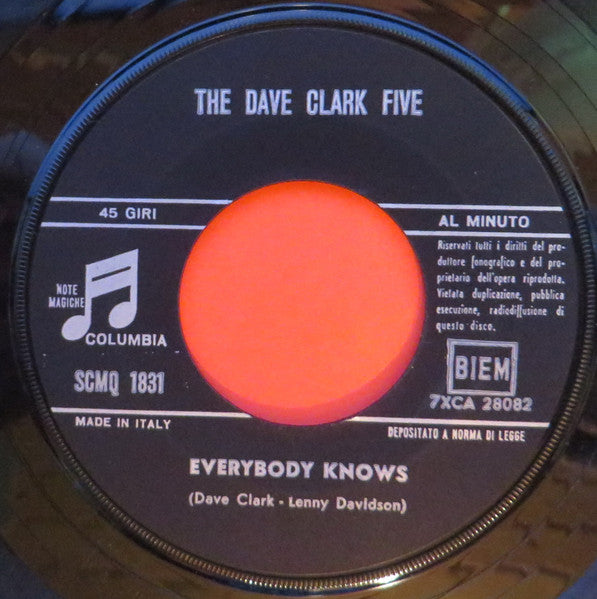 THE DAVE CLARK FIVE
45 GIRI
AL MINUTO
Riservati tutti i diritti del pro-
duttore fonografico e del pro-
prietario dell'opera riprodotta.
Vietata duplicazione, pubblica
esecuzione, radiodiffusione di
questo disco.
NOTE
MAGICHE
COLUMBIA
SCMQ 1831
BIEM
7XCA 28082
MADE IN ITALY
DEPOSITATO A NORMA DI LEGGE
EVERYBODY KNOWS
(Dave Clark - Lenny Davidson)